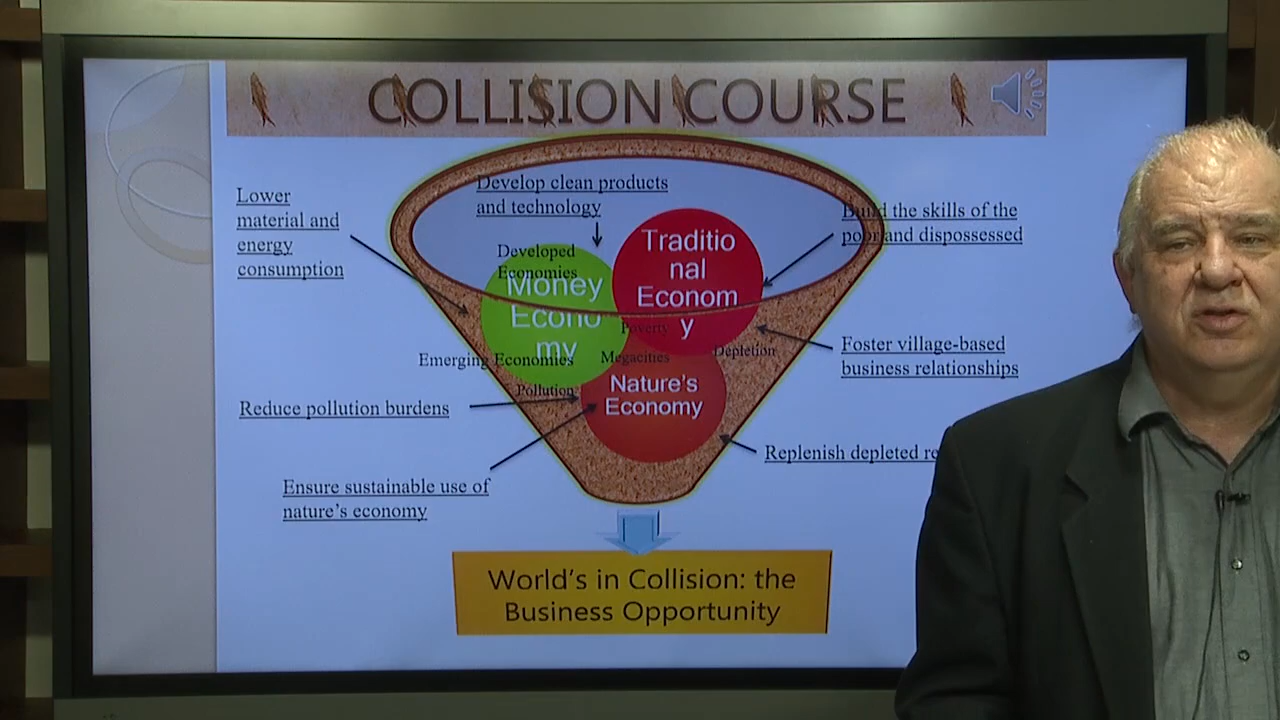 COLLISION COURSE
Lower
material and
energy
consumption
Develop clean products
and technology
Build the skills of the
poor and dispossessed
Developed
Economies
Money
Econo
my
Traditio
nal
Econom
y
Poverty
Emerging Economies
Megacities
Depletion
Pollution
Nature's
Economy
Foster village-based
business relationships
Reduce pollution burdens
Replenish depleted
Ensure sustainable use of
nature's economy
World's in Collision: the
Business Opportunity